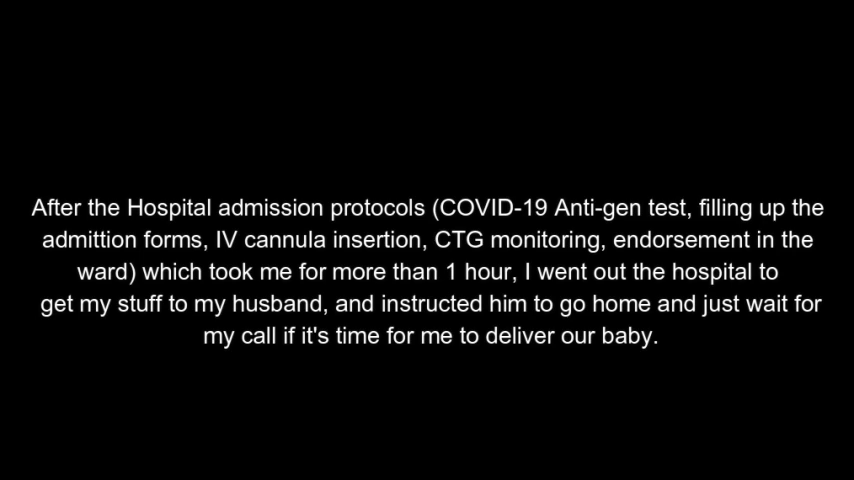 After the Hospital admission protocols (COVID-19 Anti-gen test, filling up the
admittion forms, IV cannula insertion, CTG monitoring, endorsement in the
ward) which took me for more than 1 hour, I went out the hospital to
get my stuff to my husband, and instructed him to go home and just wait for
my call if it's time for me to deliver our baby.